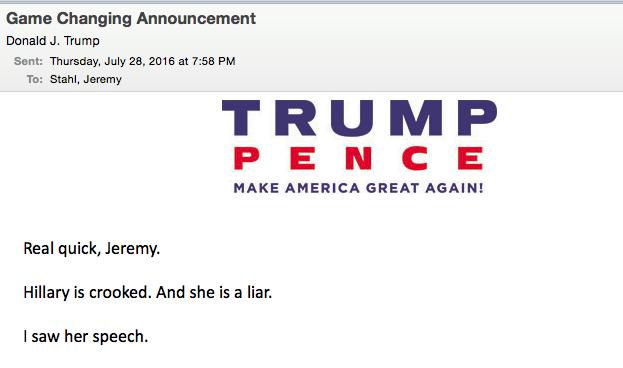 Game Changing Announcement
Donald J. Trump
Sent: Thursday, July 28, 2016 at 7:58 PM
To: Stahl, Jeremy
TRUMP
PENCE
MAKE AMERICA GREAT AGAIN!
Real quick, Jeremy.
Hillary is crooked. And she is a liar.
I saw her speech.